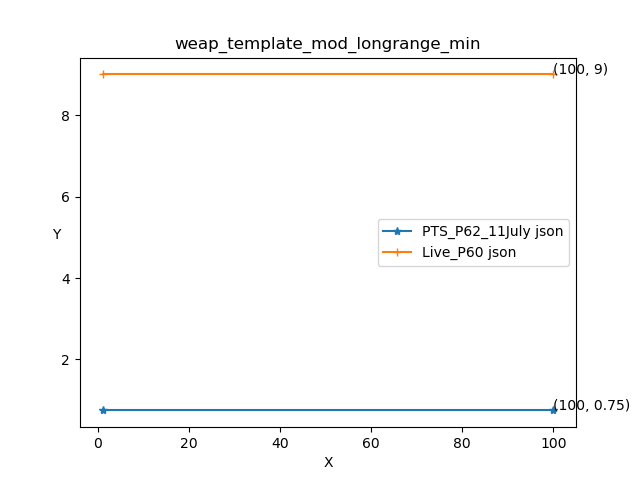 weap_template_mod_longrange_min
(100, 9)
8
6
Y
4
2
PTS_P62_11July json
Live_P60 json
(100, 0.75)
0
20
40
60
80
100
X